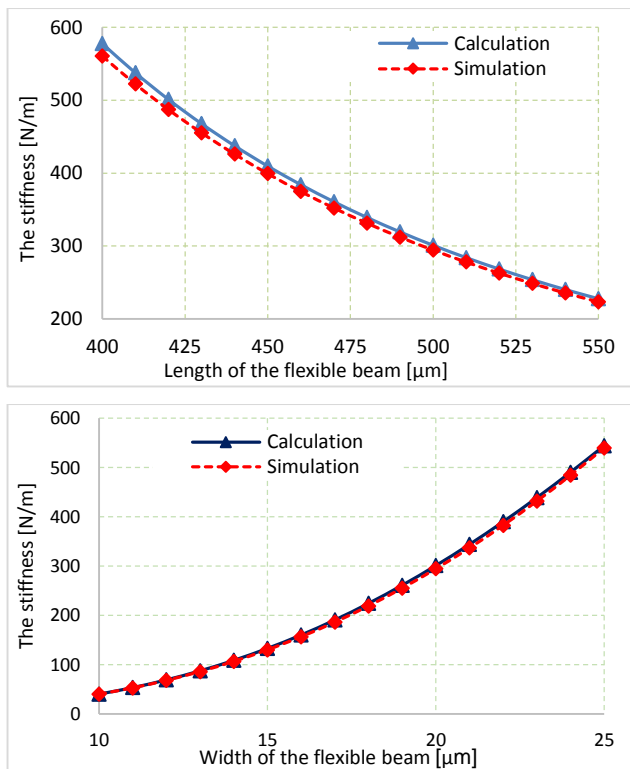 600
500
400
300
200
The stiffness [N/m]
Calculation
Simulation
400 425 450 475 500 525 550
Length of the flexible beam [µm]
600
500
400
300
200
100
0
The stiffness [N/m]
Calculation
Simulation
10 15 20 25
Width of the flexible beam [µm]